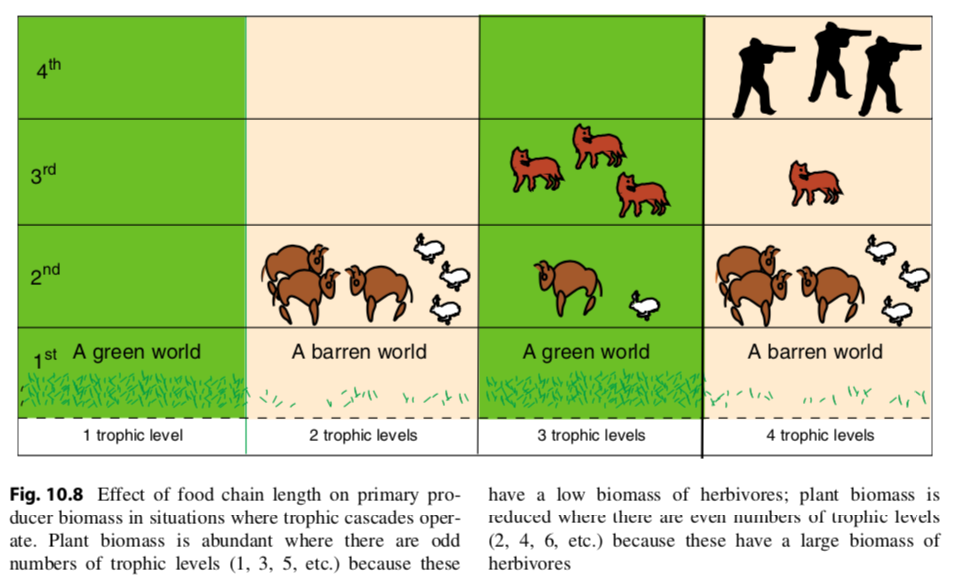 4th
3rd
2nd
1st A green world A barren world A green world A barren world
1 trophic level 2 trophic levels 3 trophic levels 4 trophic levels
Fig. 10.8 Effect of food chain length on primary pro-
ducer biomass in situations where trophic cascades oper-
ate. Plant biomass is abundant where there are odd
numbers of trophic levels (1, 3, 5, etc.) because these
have a low biomass of herbivores; plant biomass is
reduced where there are even numbers of trophic levels
(2, 4, 6, etc.) because these have a large biomass of
herbivores